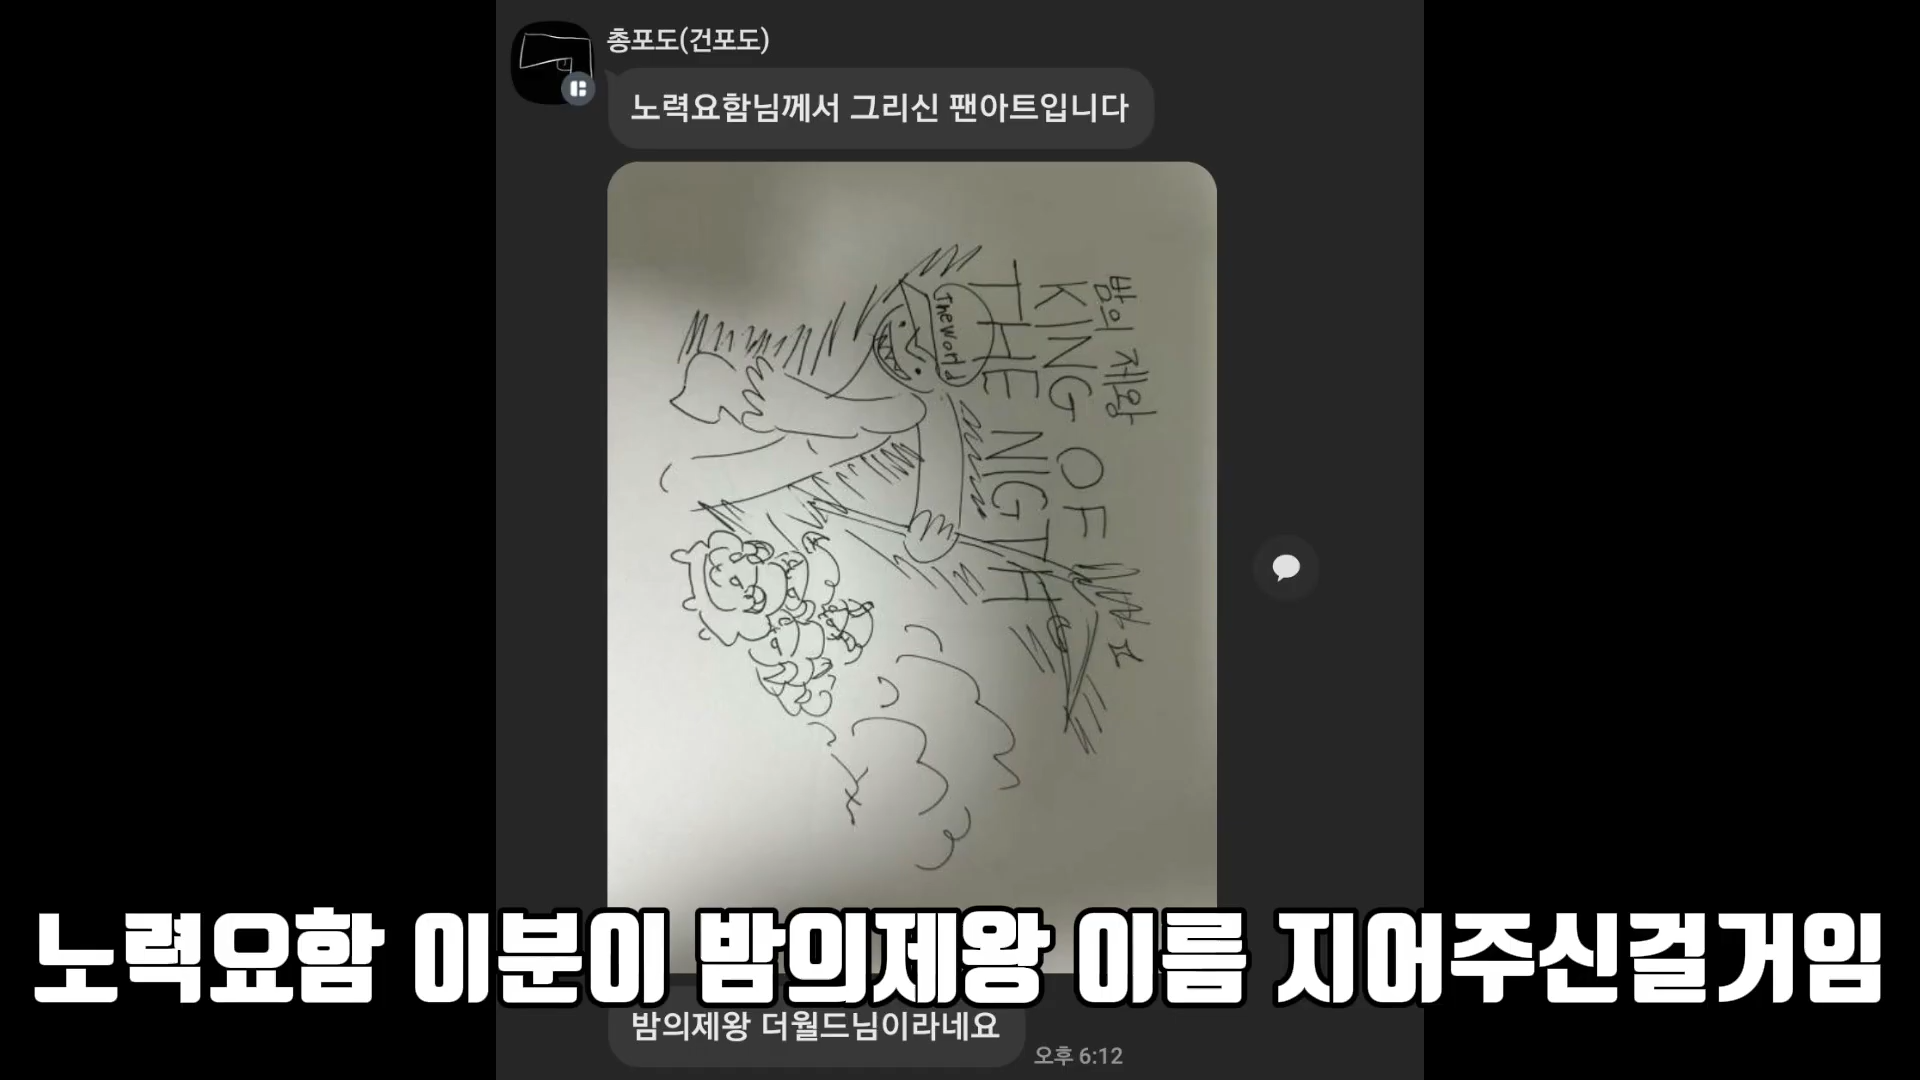 총포도(건포도)
노력요함님께서 그리신 팬아트입니다
밤의 제왕
KING OF
THE NIGTH
The World
노력요함 이분이 밤의제왕 이름 지어주신걸거임
밤의제왕 더월드님이라네요
오후 6:12